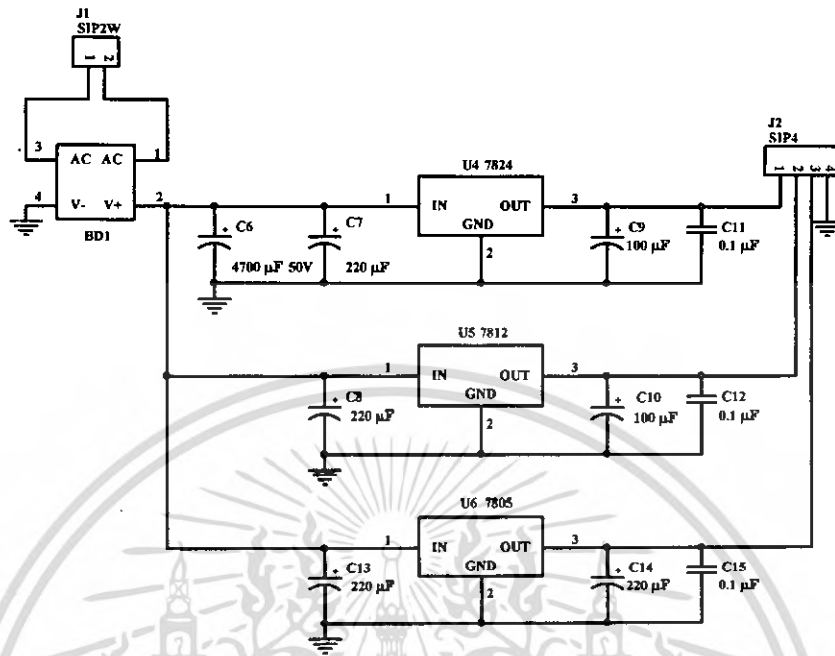 J1
SIP2W
1 2
3 AC AC 1
4 V- V+ 2
BD1
J2
SIP4
1 2 3 4
U4 7824
1 IN OUT 3
GND
2
+ C6
4700 µF 50V
+ C7
220 µF
+ C9
100 µF
C11
0.1 µF
U5 7812
1 IN OUT 3
GND
2
+ C8
220 µF
+ C10
100 µF
C12
0.1 µF
U6 7805
1 IN OUT 3
GND
2
+ C13
220 µF
+ C14
220 µF
C15
0.1 µF